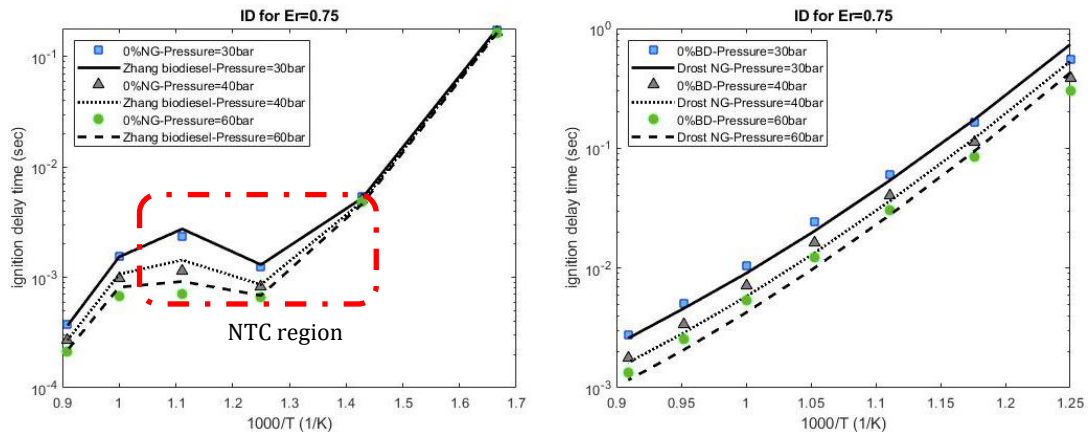 ID for Er=0.75
0%NG-Pressure=30bar
Zhang biodiesel-Pressure=30bar
0%NG-Pressure=40bar
Zhang biodiesel-Pressure=40bar
0%NG-Pressure=60bar
Zhang biodiesel-Pressure=60bar
ignition delay time (sec)
10^-1
10^-2
10^-3
10^-4
NTC region
0.9 1 1.1 1.2 1.3 1.4 1.5 1.6 1.7
1000/T (1/K)
ID for Er=0.75
0%BD-Pressure=30bar
Drost NG-Pressure=30bar
0%BD-Pressure=40bar
Drost NG-Pressure=40bar
0%BD-Pressure=60bar
Drost NG-Pressure=60bar
ignition delay time (sec)
10^0
10^-1
10^-2
10^-3
0.9 0.95 1 1.05 1.1 1.15 1.2 1.25
1000/T (1/K)